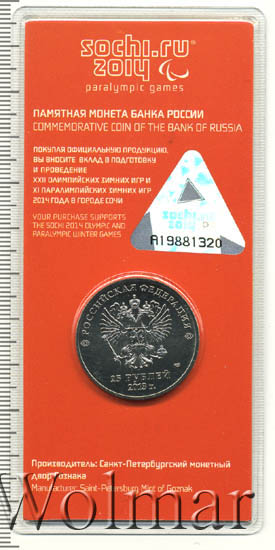 sochi.ru
2014
paralympic games
ПАМЯТНАЯ МОНЕТА БАНКА РОССИИ
COMMEMORATIVE COIN OF THE BANK OF RUSSIA
ПОКУПАЯ ОФИЦИАЛЬНУЮ ПРОДУКЦИЮ,
ВЫ ВНОСИТЕ ВКЛАД В ПОДГОТОВКУ
И ПРОВЕДЕНИЕ
XXII ОЛИМПИЙСКИХ ЗИМНИХ ИГР И
XI ПАРАЛИМПИЙСКИХ ЗИМНИХ ИГР
2014 ГОДА В ГОРОДЕ СОЧИ
YOUR PURCHASE SUPPORTS
THE SOCHI 2014 OLYMPIC AND
PARALYMPIC WINTER GAMES
sochi.ru
2014
A19881320
РОССИЙСКАЯ ФЕДЕРАЦИЯ
25 РУБЛЕЙ
2013 г.
Производитель: Санкт-Петербургский монетный
двор Гознака
Manufacturer: Saint-Petersburg Mint of Goznak
Wolmar